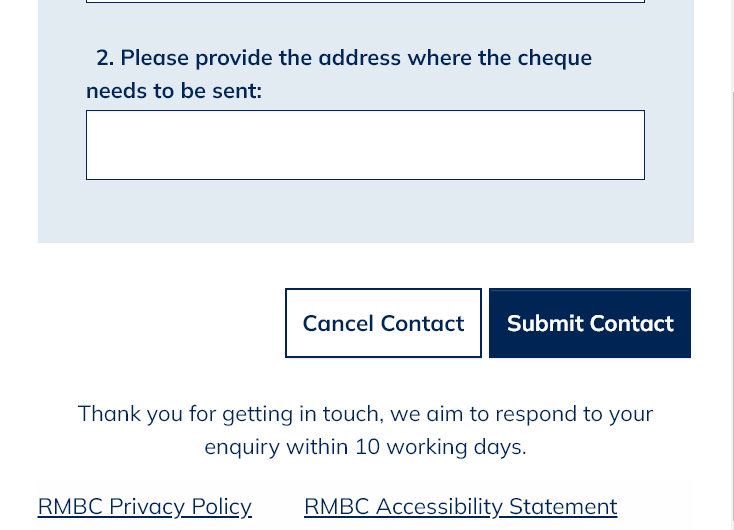 2. Please provide the address where the cheque
needs to be sent:
Cancel Contact
Submit Contact
Thank you for getting in touch, we aim to respond to your
enquiry within 10 working days.
RMBC Privacy Policy
RMBC Accessibility Statement